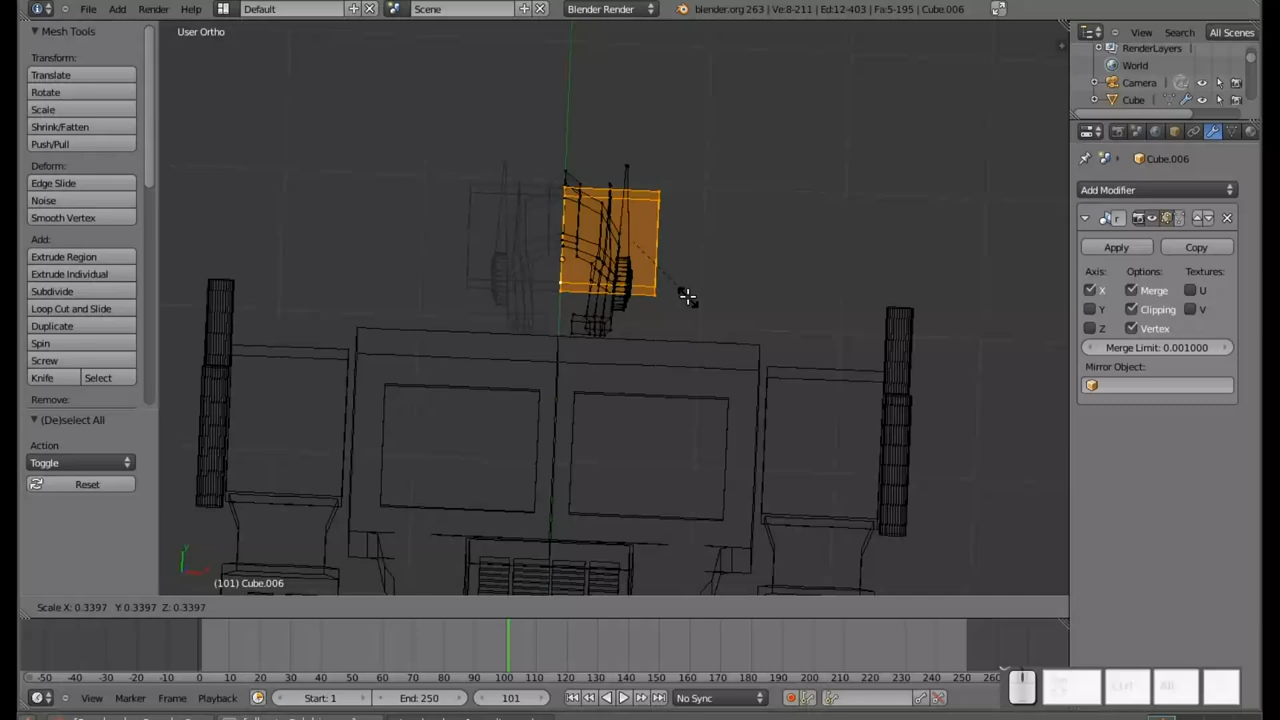 File Add Render Window Help Default Scene Blender Render blender.org 263 | Ve:8-211 | Ed:12-403 | Fa:5-195 | Cube.006
Mesh Tools
User Ortho
View Search All Scenes
RenderLayers
World
Camera
Cube
Transform:
Translate
Rotate
Scale
Shrink/Fatten
Push/Pull
Deform:
Edge Slide
Noise
Smooth Vertex
Add:
Extrude Region
Extrude Individual
Subdivide
Loop Cut and Slide
Duplicate
Spin
Screw
Knife Select
Remove:
(De)select All
Action
Toggle
Reset
Cube.006
Add Modifier
r
Apply Copy
Axis: Options: Textures:
X Merge U
Y Clipping V
Z Vertex
Merge Limit: 0.001000
Mirror Object:
(101) Cube.006
Scale X: 0.3397 Y: 0.3397 Z: 0.3397
-50 -40 -30 -20 -10 0 10 20 30 40 50 60 70 80 90 100 110 120 130 140 150 160 170 180 190 200 210 220 230 240 250 260
View Marker Frame Playback Start: 1 End: 250 101 No Sync
Ctrl Alt